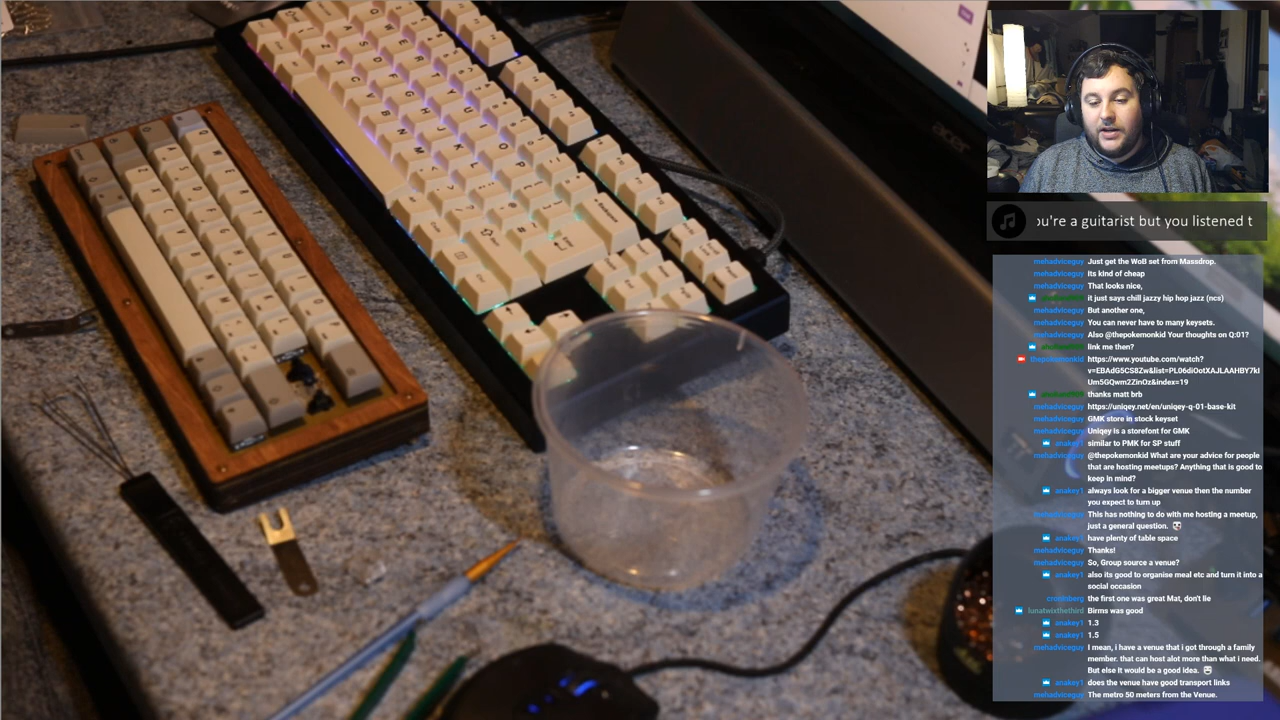 acer
ou're a guitarist but you listened t
mehadviceguy Just get the WoB set from Massdrop.
mehadviceguy Its kind of cheap
mehadviceguy That looks nice,
it just says chill jazzy hip hop jazz (ncs)
mehadviceguy But another one,
mehadviceguy You can never have to many keysets.
mehadviceguy Also @thepokemonkid Your thoughts on Q:01?
link me then?
thepokemonkid https://www.youtube.com/watch?
v=EBAdG5CS8Zw&list=PL06diOotXAJLAAHBY7kI
Um5GQwm2ZinOz&index=19
thanks matt brb
mehadviceguy https://uniqey.net/en/uniqey-q-01-base-kit
mehadviceguy GMK store in stock keyset
mehadviceguy Uniqey is a storefont for GMK
anakey1 similar to PMK for SP stuff
mehadviceguy @thepokemonkid What are your advice for people
that are hosting meetups? Anything that is good to
keep in mind?
anakey1 always look for a bigger venue then the number
you expect to turn up
mehadviceguy This has nothing to do with me hosting a meetup,
just a general question.
anakey1 have plenty of table space
mehadviceguy Thanks!
mehadviceguy So, Group source a venue?
anakey1 also its good to organise meal etc and turn it into a
social occasion
the first one was great Mat, don't lie
lunatwixthethird Birms was good
anakey1 1.3
anakey1 1.5
mehadviceguy I mean, i have a venue that i got through a family
member. that can host alot more than what i need.
But else it would be a good idea.
anakey1 does the venue have good transport links
mehadviceguy The metro 50 meters from the Venue.